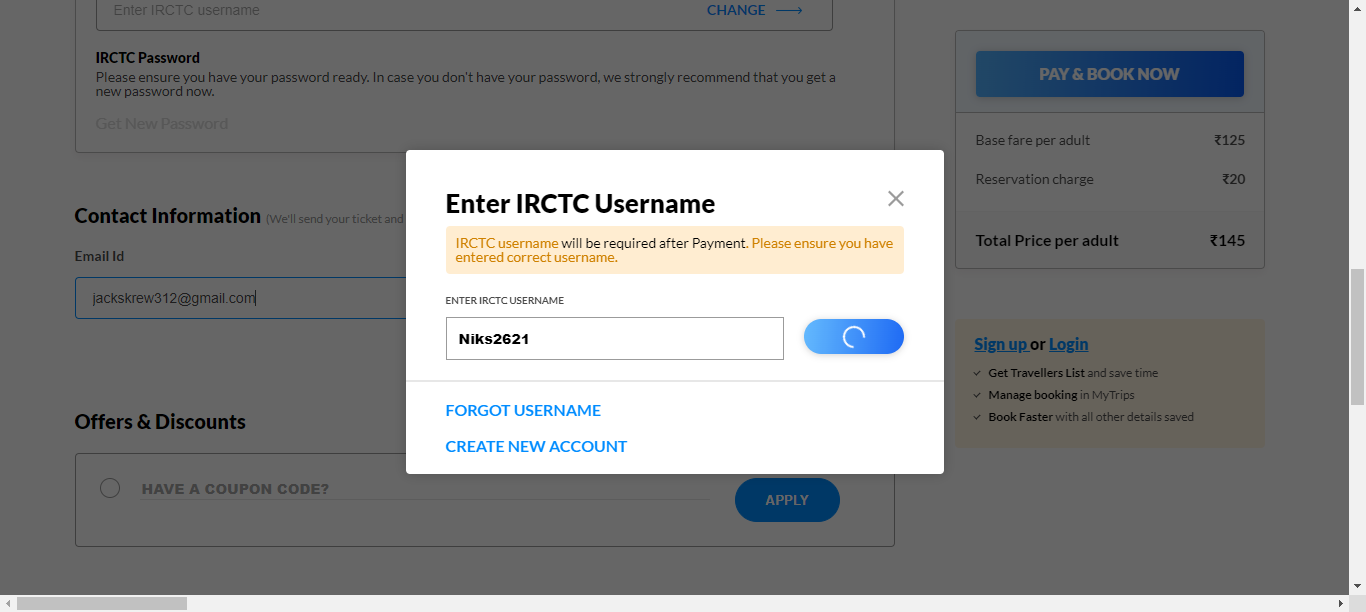 Enter IRCTC username
CHANGE
IRCTC Password
Please ensure you have your password ready. In case you don't have your password, we strongly recommend that you get a
new password now.
Get New Password
Contact Information (We'll send your ticket and
Email Id
jackskrew312@gmail.com
Offers & Discounts
HAVE A COUPON CODE?
APPLY
Enter IRCTC Username
IRCTC username will be required after Payment. Please ensure you have
entered correct username.
ENTER IRCTC USERNAME
Niks2621
FORGOT USERNAME
CREATE NEW ACCOUNT
PAY & BOOK NOW
Base fare per adult ₹125
Reservation charge ₹20
Total Price per adult ₹145
Sign up or Login
Get Travellers List and save time
Manage booking in MyTrips
Book Faster with all other details saved